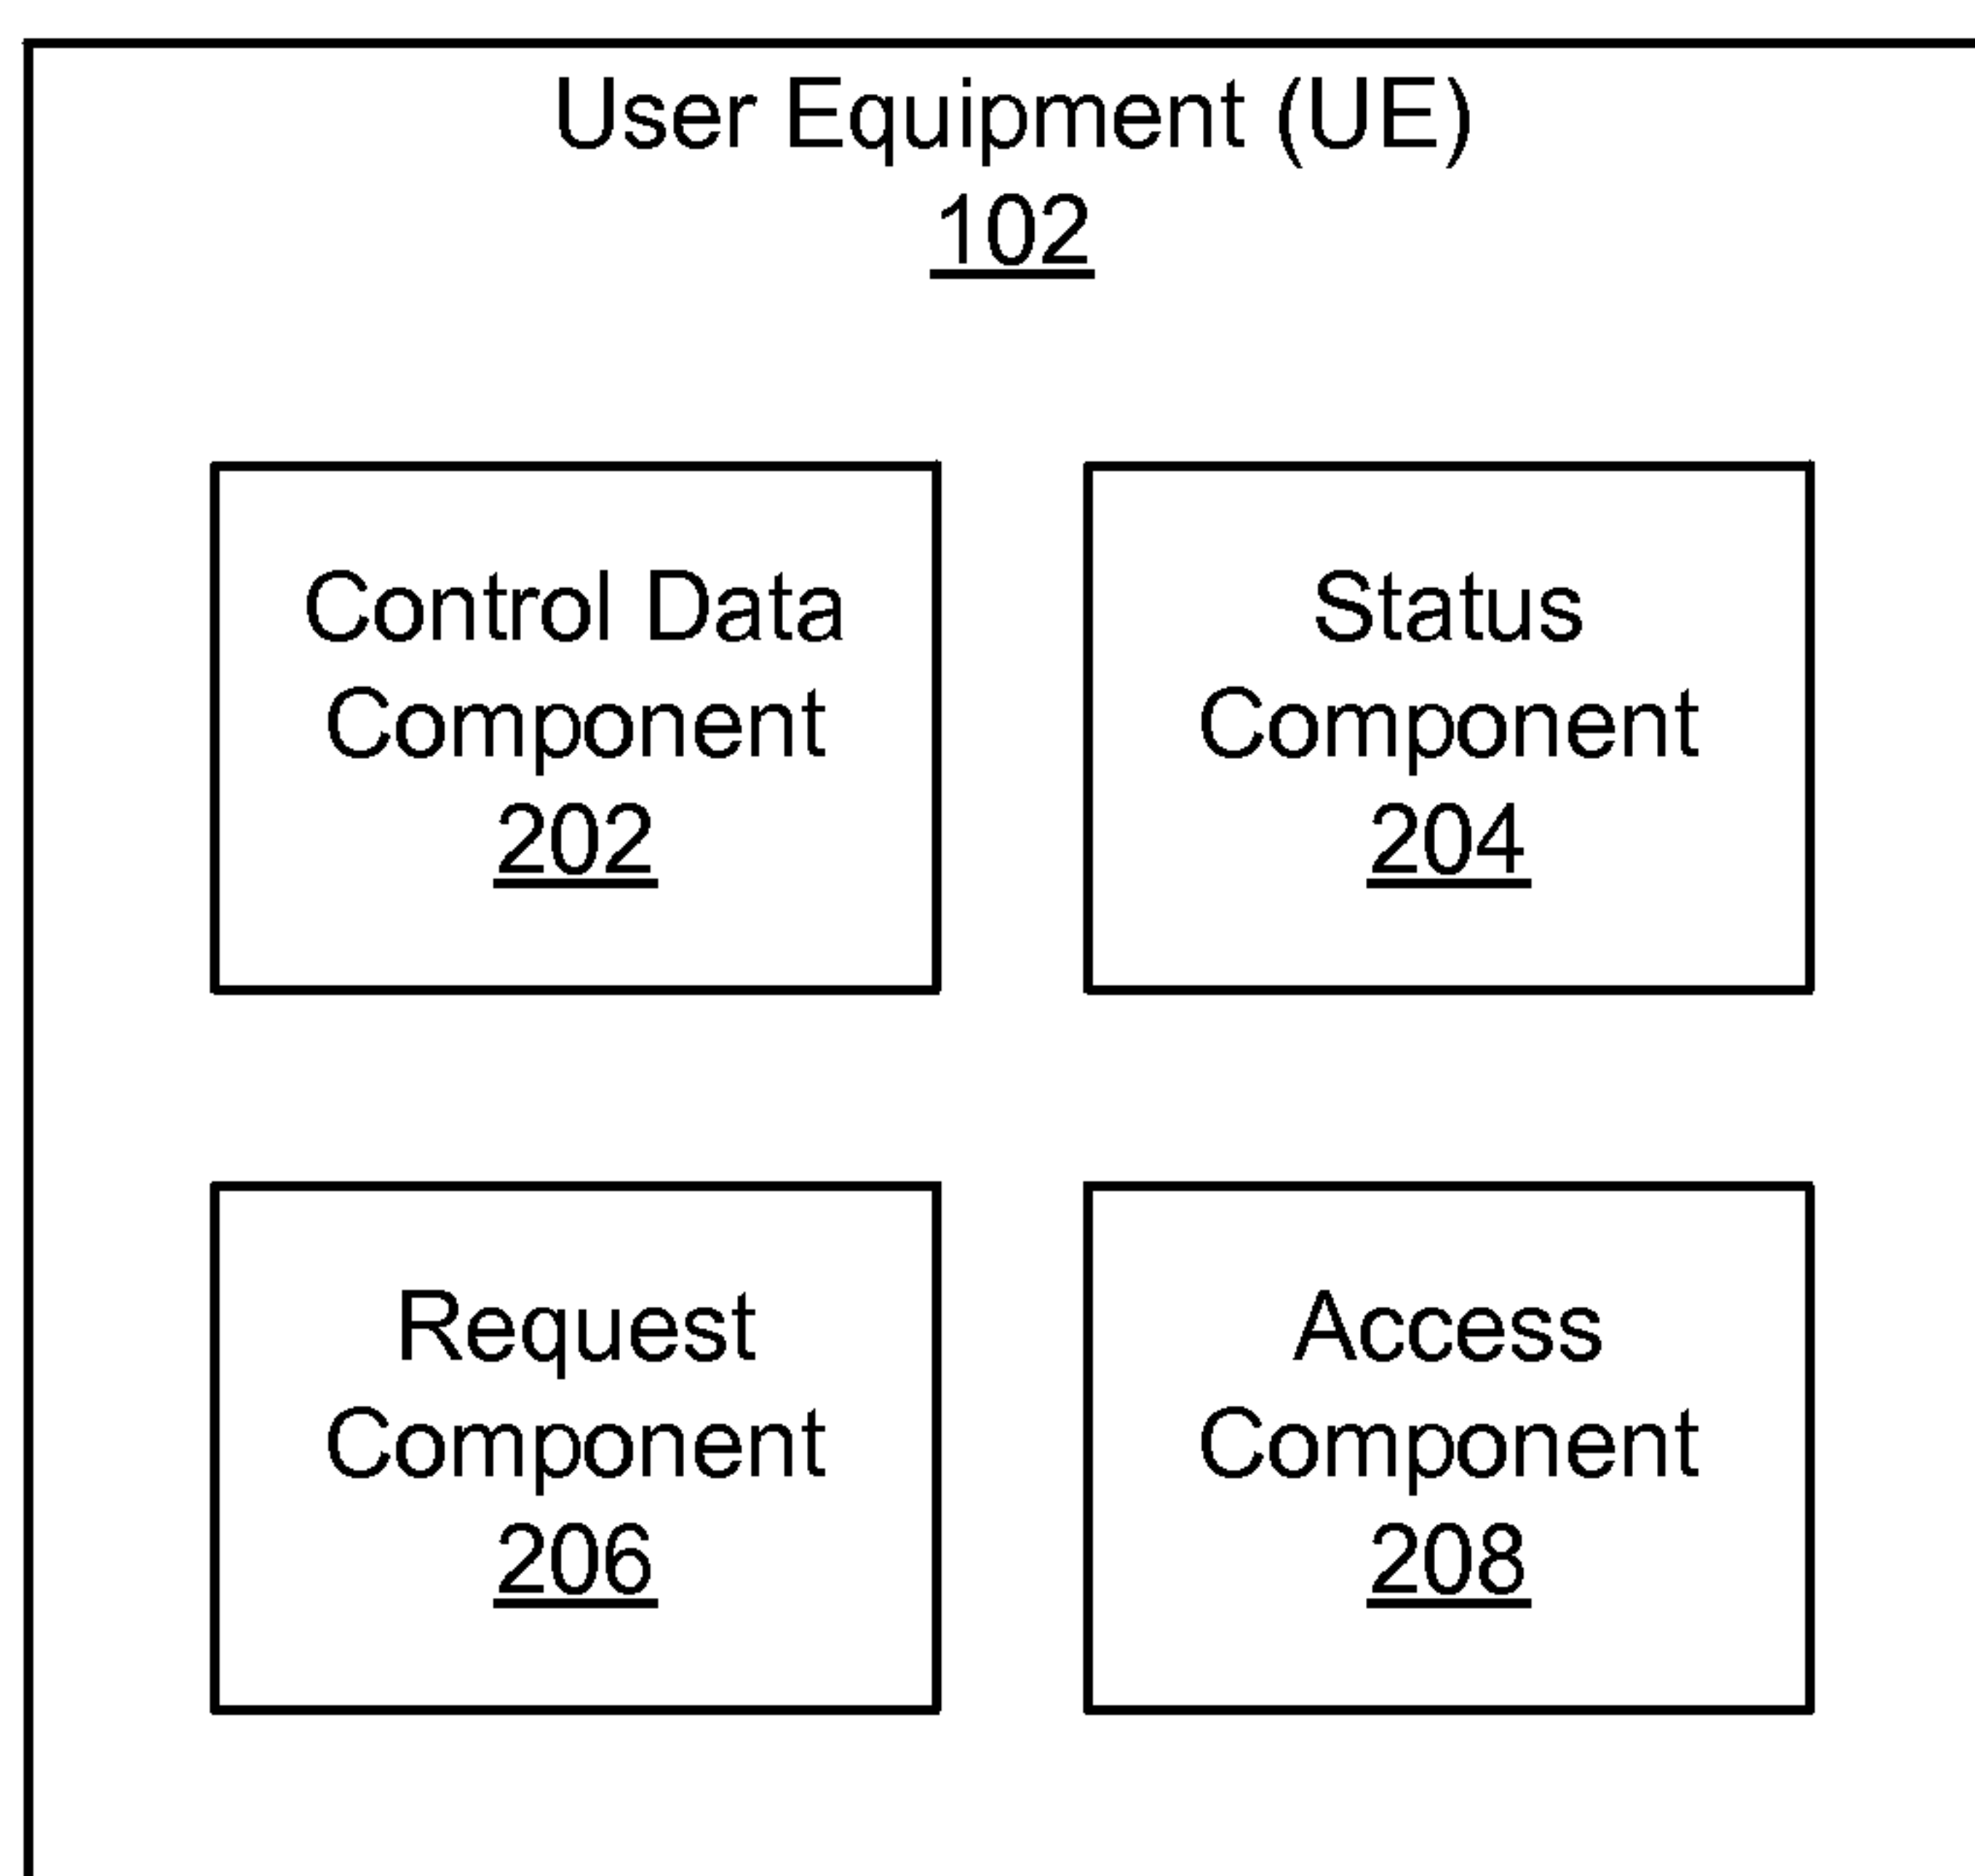 User Equipment (UE)
102
Control Data
Component
202
Status
Component
204
Request
Component
206
Access
Component
208